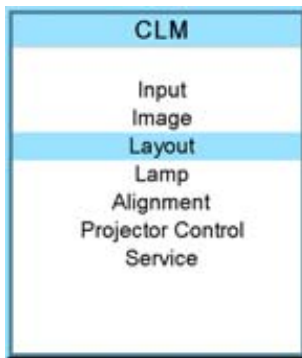 CLM
Input
Image
Layout
Lamp
Alignment
Projector Control
Service